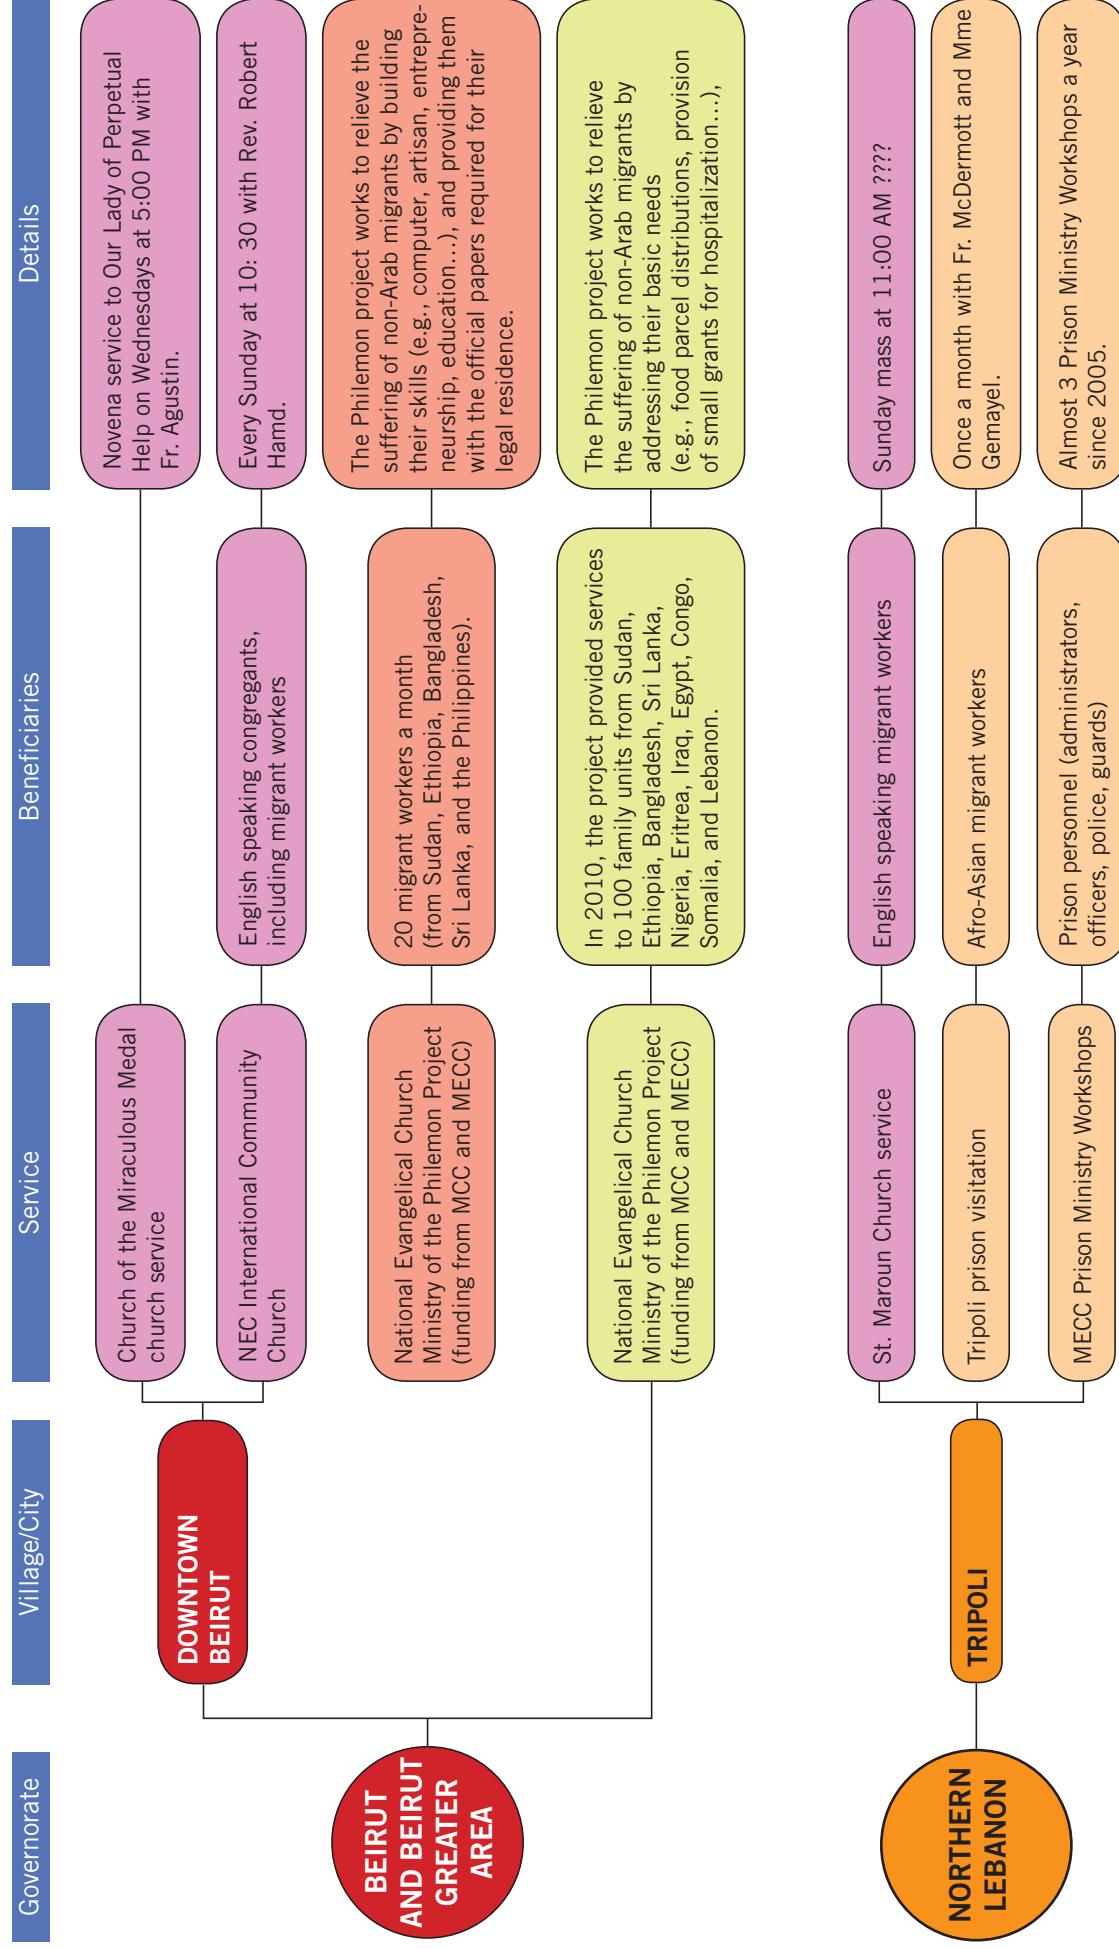 Governorate
Village/City
Service
Beneficiaries
Details
BEIRUT
AND BEIRUT
GREATER
AREA
DOWNTOWN
BEIRUT
Church of the Miraculous Medal
church service
Novena service to Our Lady of Perpetual
Help on Wednesdays at 5:00 PM with
Fr. Agustin.
NEC International Community
Church
English speaking congregants,
including migrant workers
Every Sunday at 10: 30 with Rev. Robert
Hamd.
National Evangelical Church
Ministry of the Philemon Project
(funding from MCC and MECC)
20 migrant workers a month
(from Sudan, Ethiopia, Bangladesh,
Sri Lanka, and the Philippines).
The Philemon project works to relieve the
suffering of non-Arab migrants by building
their skills (e.g., computer, artisan, entrepre-
neurship, education...), and providing them
with the official papers required for their
legal residence.
National Evangelical Church
Ministry of the Philemon Project
(funding from MCC and MECC)
In 2010, the project provided services
to 100 family units from Sudan,
Ethiopia, Bangladesh, Sri Lanka,
Nigeria, Eritrea, Iraq, Egypt, Congo,
Somalia, and Lebanon.
The Philemon project works to relieve
the suffering of non-Arab migrants by
addressing their basic needs
(e.g., food parcel distributions, provision
of small grants for hospitalization...),
NORTHERN
LEBANON
TRIPOLI
St. Maroun Church service
English speaking migrant workers
Sunday mass at 11:00 AM ????
Tripoli prison visitation
Afro-Asian migrant workers
Once a month with Fr. McDermott and Mme
Gemayel.
MECC Prison Ministry Workshops
Prison personnel (administrators,
officers, police, guards)
Almost 3 Prison Ministry Workshops a year
since 2005.